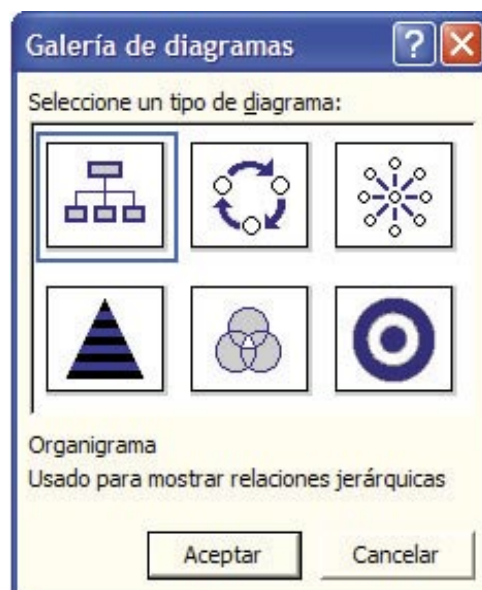 Galería de diagramas
Seleccione un tipo de diagrama:
Organigrama
Usado para mostrar relaciones jerárquicas
Aceptar
Cancelar